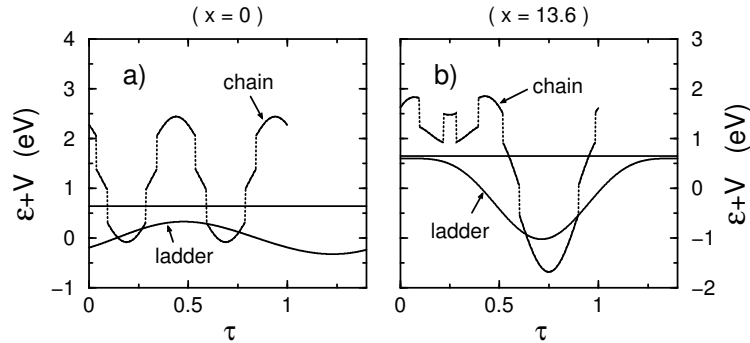 ( x = 0 )
( x = 13.6 )
a)
b)
chain
chain
ladder
ladder
ε+V (eV)
ε+V (eV)
4
3
2
1
0
−1
3
2
1
0
−1
−2
0
0.5
1
0
0.5
1
τ
τ